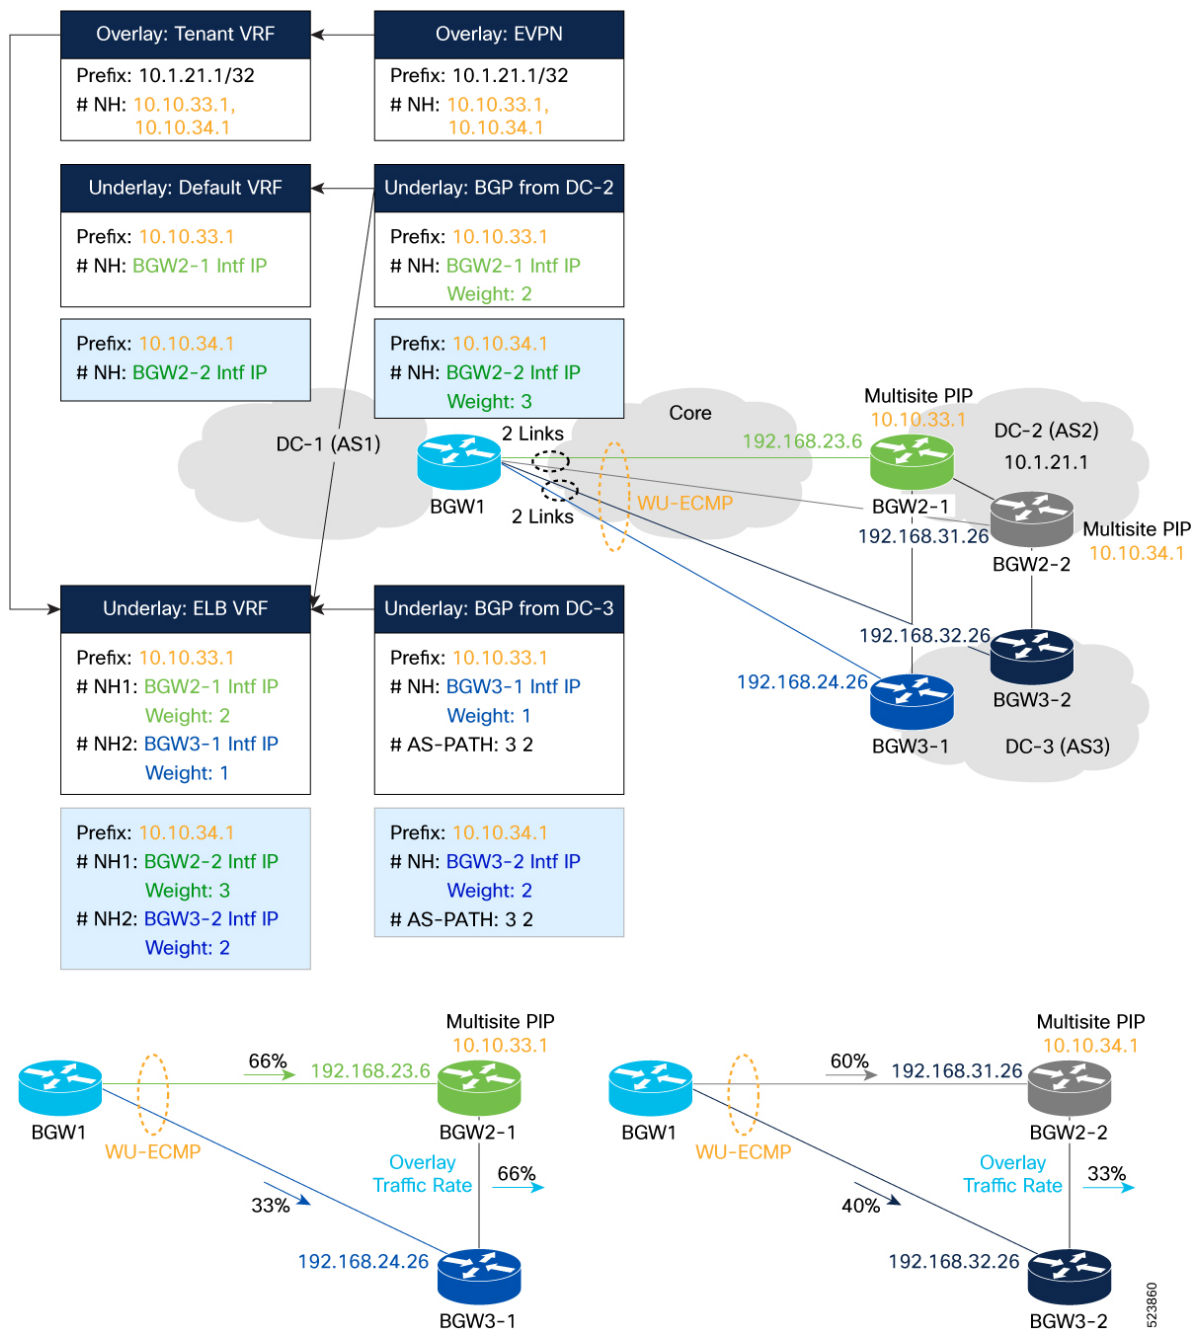 Overlay: Tenant VRF
Prefix: 10.1.21.1/32
# NH: 10.10.33.1,
10.10.34.1
Overlay: EVPN
Prefix: 10.1.21.1/32
# NH: 10.10.33.1,
10.10.34.1
Underlay: Default VRF
Prefix: 10.10.33.1
# NH: BGW2-1 Intf IP
Prefix: 10.10.34.1
# NH: BGW2-2 Intf IP
Underlay: BGP from DC-2
Prefix: 10.10.33.1
# NH: BGW2-1 Intf IP
Weight: 2
Prefix: 10.10.34.1
# NH: BGW2-2 Intf IP
Weight: 3
DC-1 (AS1)
BGW1
2 Links
2 Links
Core
WU-ECMP
192.168.23.6
Multisite PIP
10.10.33.1
BGW2-1
DC-2 (AS2)
10.1.21.1
192.168.31.26
BGW2-2
Multisite PIP
10.10.34.1
192.168.32.26
BGW3-2
192.168.24.26
BGW3-1
DC-3 (AS3)
Underlay: ELB VRF
Prefix: 10.10.33.1
# NH1: BGW2-1 Intf IP
Weight: 2
# NH2: BGW3-1 Intf IP
Weight: 1
Prefix: 10.10.34.1
# NH1: BGW2-2 Intf IP
Weight: 3
# NH2: BGW3-2 Intf IP
Weight: 2
Underlay: BGP from DC-3
Prefix: 10.10.33.1
# NH: BGW3-1 Intf IP
Weight: 1
# AS-PATH: 3 2
Prefix: 10.10.34.1
# NH: BGW3-2 Intf IP
Weight: 2
# AS-PATH: 3 2
Multisite PIP
10.10.33.1
66%
192.168.23.6
BGW1
BGW2-1
WU-ECMP
Overlay
Traffic Rate
66%
33%
192.168.24.26
BGW3-1
Multisite PIP
10.10.34.1
60%
192.168.31.26
BGW1
BGW2-2
WU-ECMP
Overlay
Traffic Rate
33%
40%
192.168.32.26
BGW3-2
523860